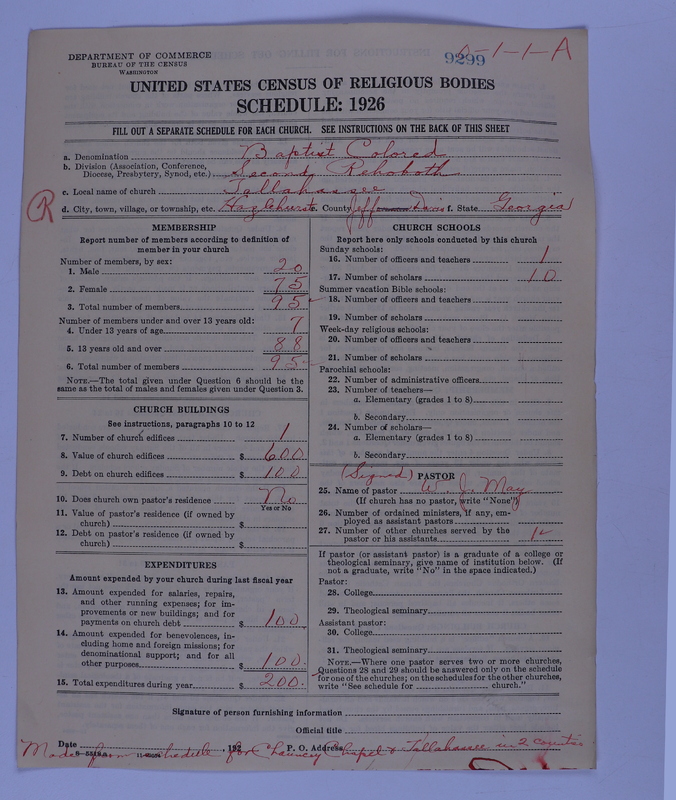 DEPARTMENT OF COMMERCE
BUREAU OF THE CENSUS
WASHINGTON
9299
-1-1-A
UNITED STATES CENSUS OF RELIGIOUS BODIES
SCHEDULE: 1926
FILL OUT A SEPARATE SCHEDULE FOR EACH CHURCH. SEE INSTRUCTIONS ON THE BACK OF THIS SHEET
a. Denomination Baptist Colored
b. Division (Association, Conference,
Diocese, Presbytery, Synod, etc.) Second Rehoboth
c. Local name of church Tallahassee
R
d. City, town, village, or township, etc. Hazlehurst e. County Jeff Davis f. State Georgia
MEMBERSHIP
Report number of members according to definition of
member in your church
Number of members, by sex:
1. Male 20
2. Female 75
3. Total number of members 95
Number of members under and over 13 years old:
4. Under 13 years of age 7
5. 13 years old and over 88
6. Total number of members 95
NOTE.—The total given under Question 6 should be the
same as the total of males and females given under Question 3.
CHURCH BUILDINGS
See instructions, paragraphs 10 to 12
7. Number of church edifices 1
8. Value of church edifices $ 600
9. Debt on church edifices $ 100
10. Does church own pastor's residence No
Yes or No
11. Value of pastor's residence (if owned by
church) $
12. Debt on pastor's residence (if owned by
church) $
EXPENDITURES
Amount expended by your church during last fiscal year
13. Amount expended for salaries, repairs,
and other running expenses; for im-
provements or new buildings; and for
payments on church debt $ 100
14. Amount expended for benevolences, in-
cluding home and foreign missions; for
denominational support; and for all
other purposes $ 100.
15. Total expenditures during year $ 200.
CHURCH SCHOOLS
Report here only schools conducted by this church
Sunday schools:
16. Number of officers and teachers 1
17. Number of scholars 10
Summer vacation Bible schools:
18. Number of officers and teachers
19. Number of scholars
Week-day religious schools:
20. Number of officers and teachers
21. Number of scholars
Parochial schools:
22. Number of administrative officers
23. Number of teachers—
a. Elementary (grades 1 to 8)
b. Secondary
24. Number of scholars—
a. Elementary (grades 1 to 8)
b. Secondary
(Signed) PASTOR
25. Name of pastor W. J. May
(If church has no pastor, write "None")
26. Number of ordained ministers, if any, em-
ployed as assistant pastors
27. Number of other churches served by the
pastor or his assistants 1
If pastor (or assistant pastor) is a graduate of a college or
theological seminary, give name of institution below. (If
not a graduate, write "No" in the space indicated.)
Pastor:
28. College
29. Theological seminary
Assistant pastor:
30. College
31. Theological seminary
NOTE.—Where one pastor serves two or more churches,
Questions 28 and 29 should be answered only on the schedule
for one of the churches; on the schedules for the other churches,
write "See schedule for church."
Signature of person furnishing information
Official title
Date , 192 P. O. Address
Made from schedule for Chauncey Chapel & Tallahassee in 2 counties